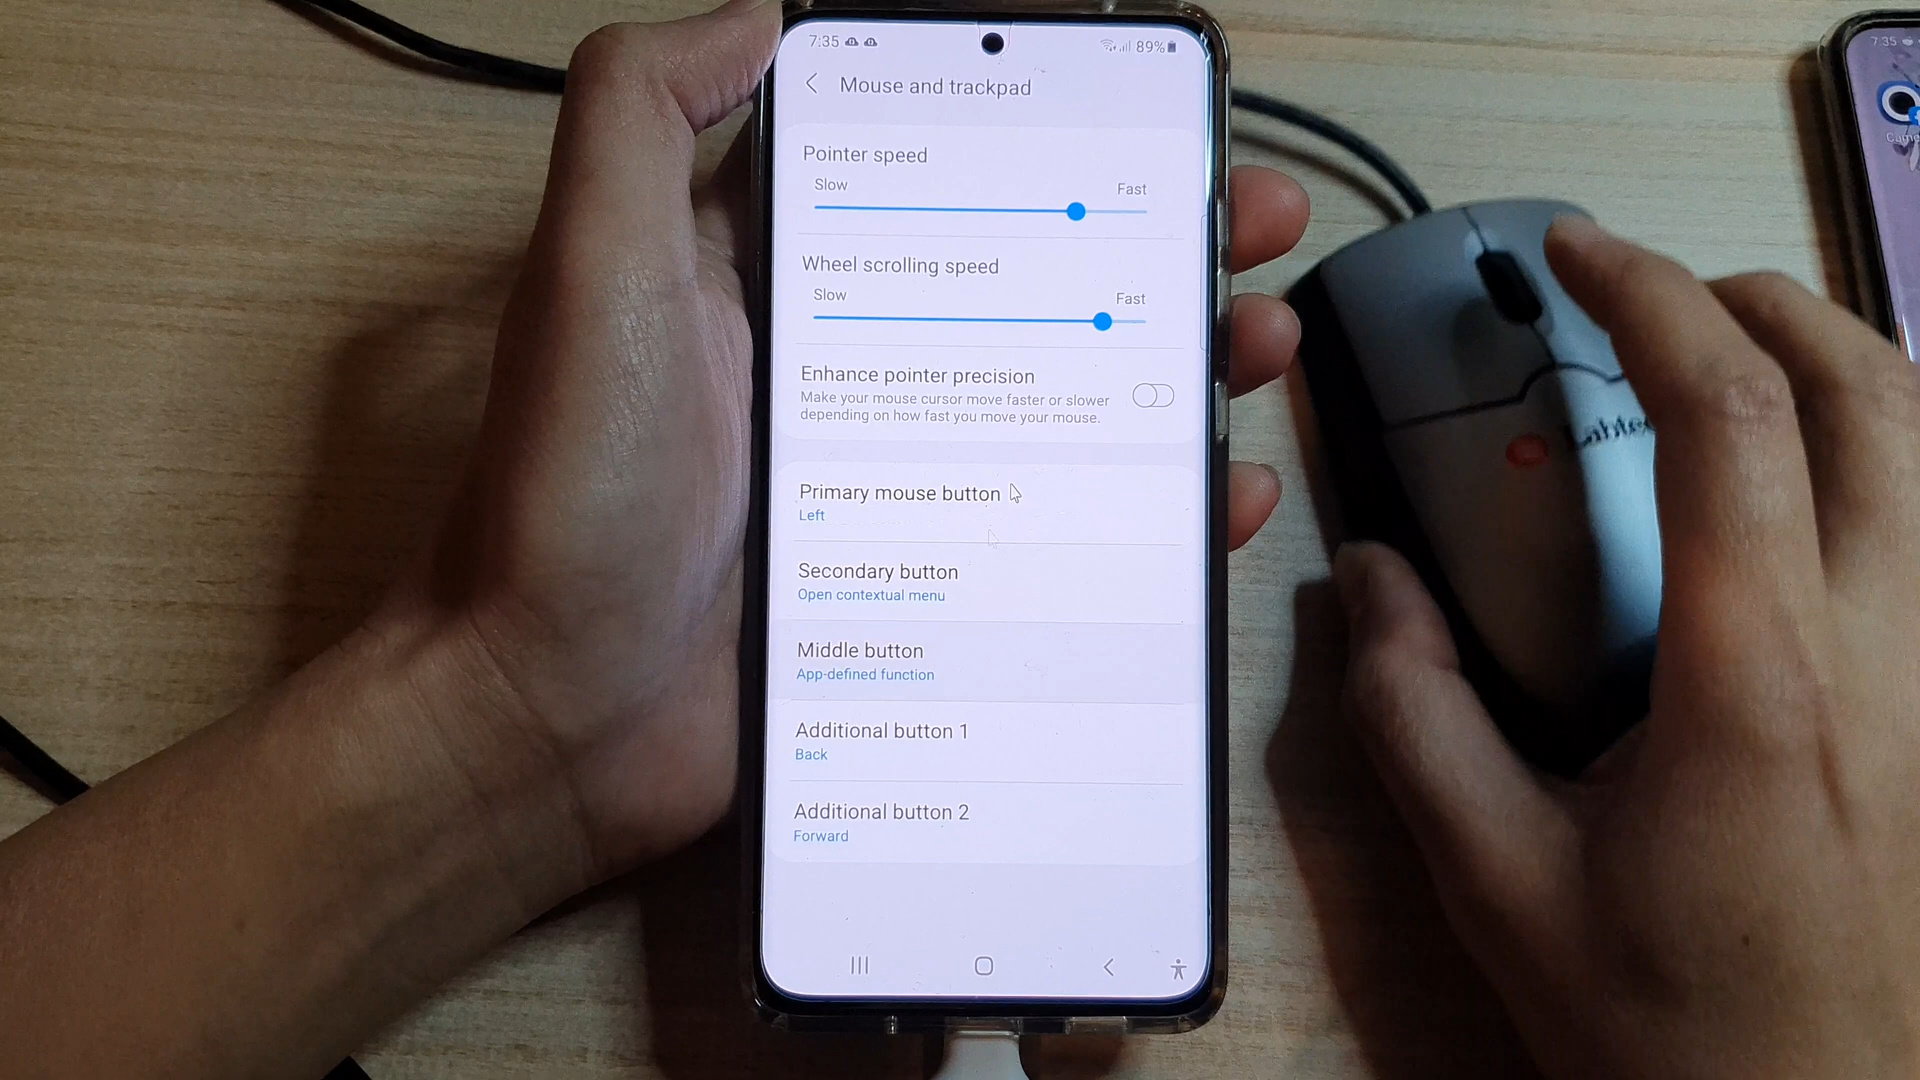 7:35
89%
Mouse and trackpad
Pointer speed
Slow
Fast
Wheel scrolling speed
Slow
Fast
Enhance pointer precision
Make your mouse cursor move faster or slower
depending on how fast you move your mouse.
Primary mouse button
Left
Secondary button
Open contextual menu
Middle button
App-defined function
Additional button 1
Back
Additional button 2
Forward
7:35